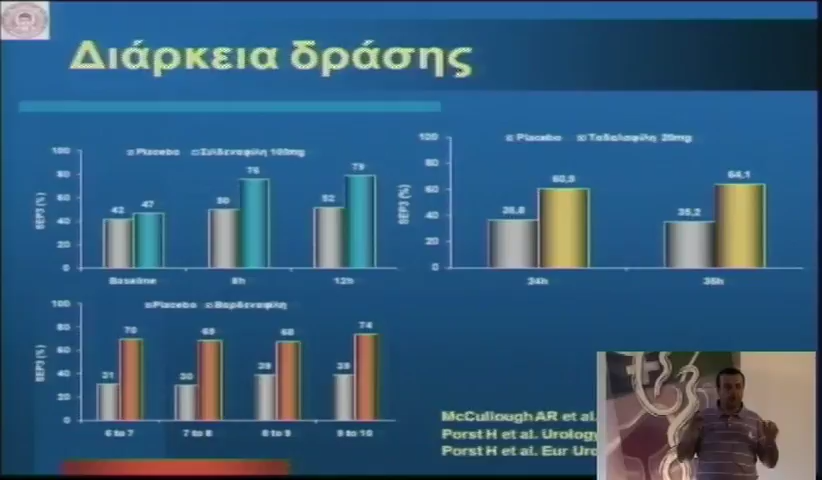 Διάρκεια δράσης
Placebo Σιλδεναφίλη 100mg
SEP3 (%)
100
80
60
40
20
0
42 47
50 76
52 79
Baseline 8h 12h
Placebo Ταδαλαφίλη 20mg
SEP3 (%)
120
100
80
60
40
20
0
60,9
35,2 64,1
24h 36h
Placebo Βαρδεναφίλη
SEP3 (%)
100
80
60
40
20
0
31 70
30 69
39 68
39 74
6 to 7 7 to 8 8 to 9 9 to 10
McCullough AR et al.
Porst H et al. Urology
Porst H et al. Eur Uro